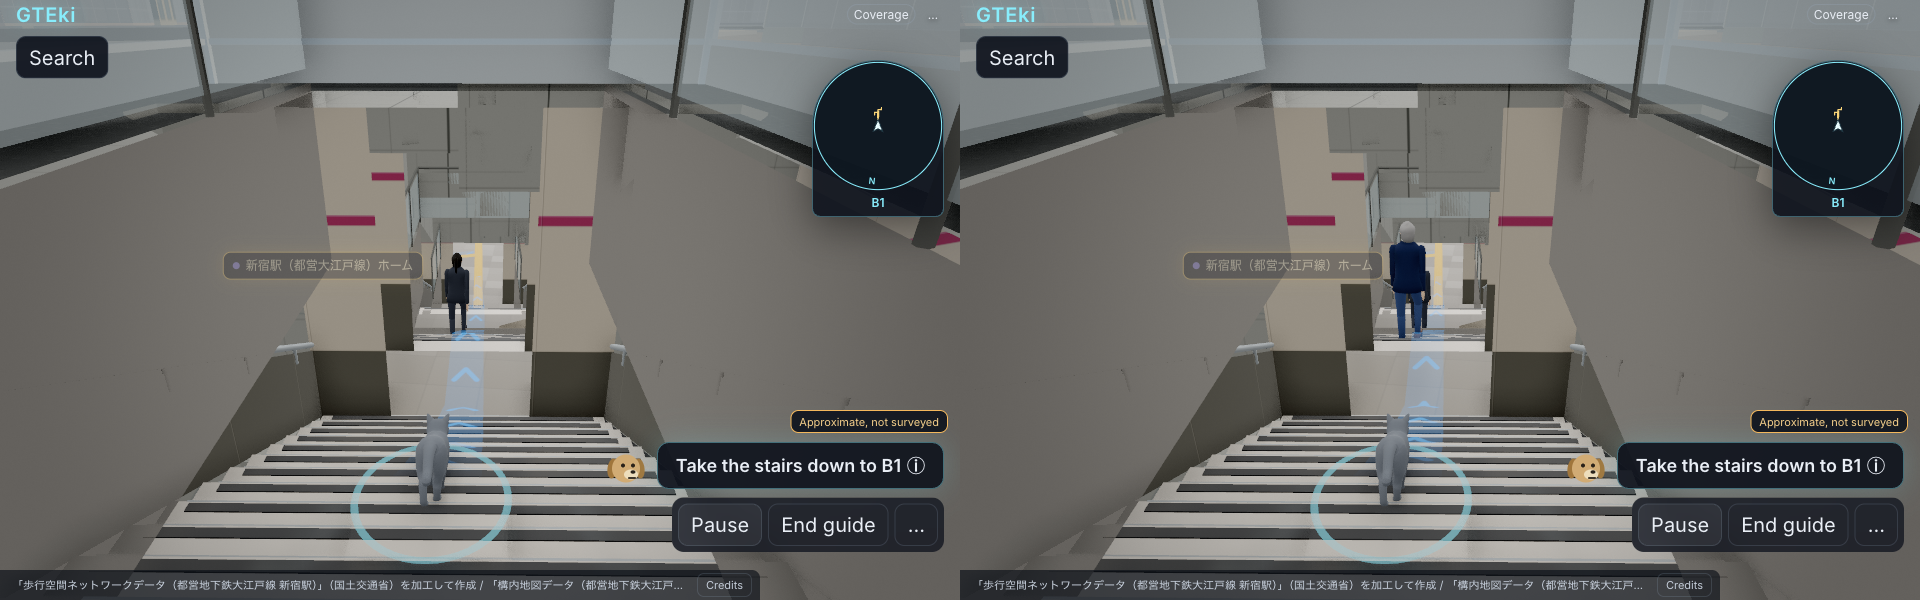 GTEki
Coverage
...
Search
N
B1
新宿駅（都営大江戸線）ホーム
Approximate, not surveyed
Take the stairs down to B1 ⓘ
Pause
End guide
...
「歩行空間ネットワークデータ（都営地下鉄大江戸線 新宿駅）」（国土交通省）を加工して作成 / 「構内地図データ（都営地下鉄大江戸...
Credits
GTEki
Coverage
...
Search
N
B1
新宿駅（都営大江戸線）ホーム
Approximate, not surveyed
Take the stairs down to B1 ⓘ
Pause
End guide
...
「歩行空間ネットワークデータ（都営地下鉄大江戸線 新宿駅）」（国土交通省）を加工して作成 / 「構内地図データ（都営地下鉄大江戸...
Credits